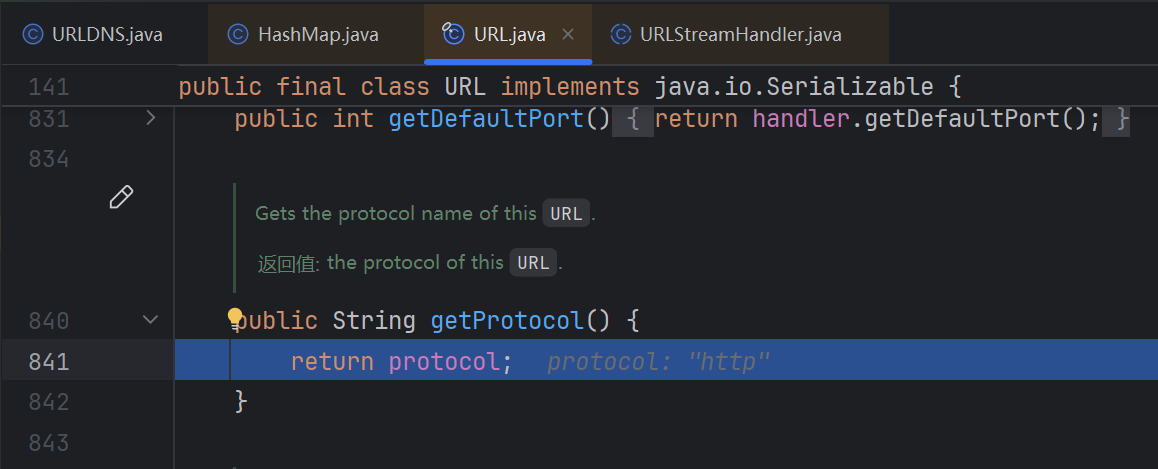 URLDNS.java HashMap.java URL.java URLStreamHandler.java
141 public final class URL implements java.io.Serializable {
831 public int getDefaultPort() { return handler.getDefaultPort(); }
834
Gets the protocol name of this URL.
返回值: the protocol of this URL.
840 public String getProtocol() {
841 return protocol; protocol: "http"
842 }
843